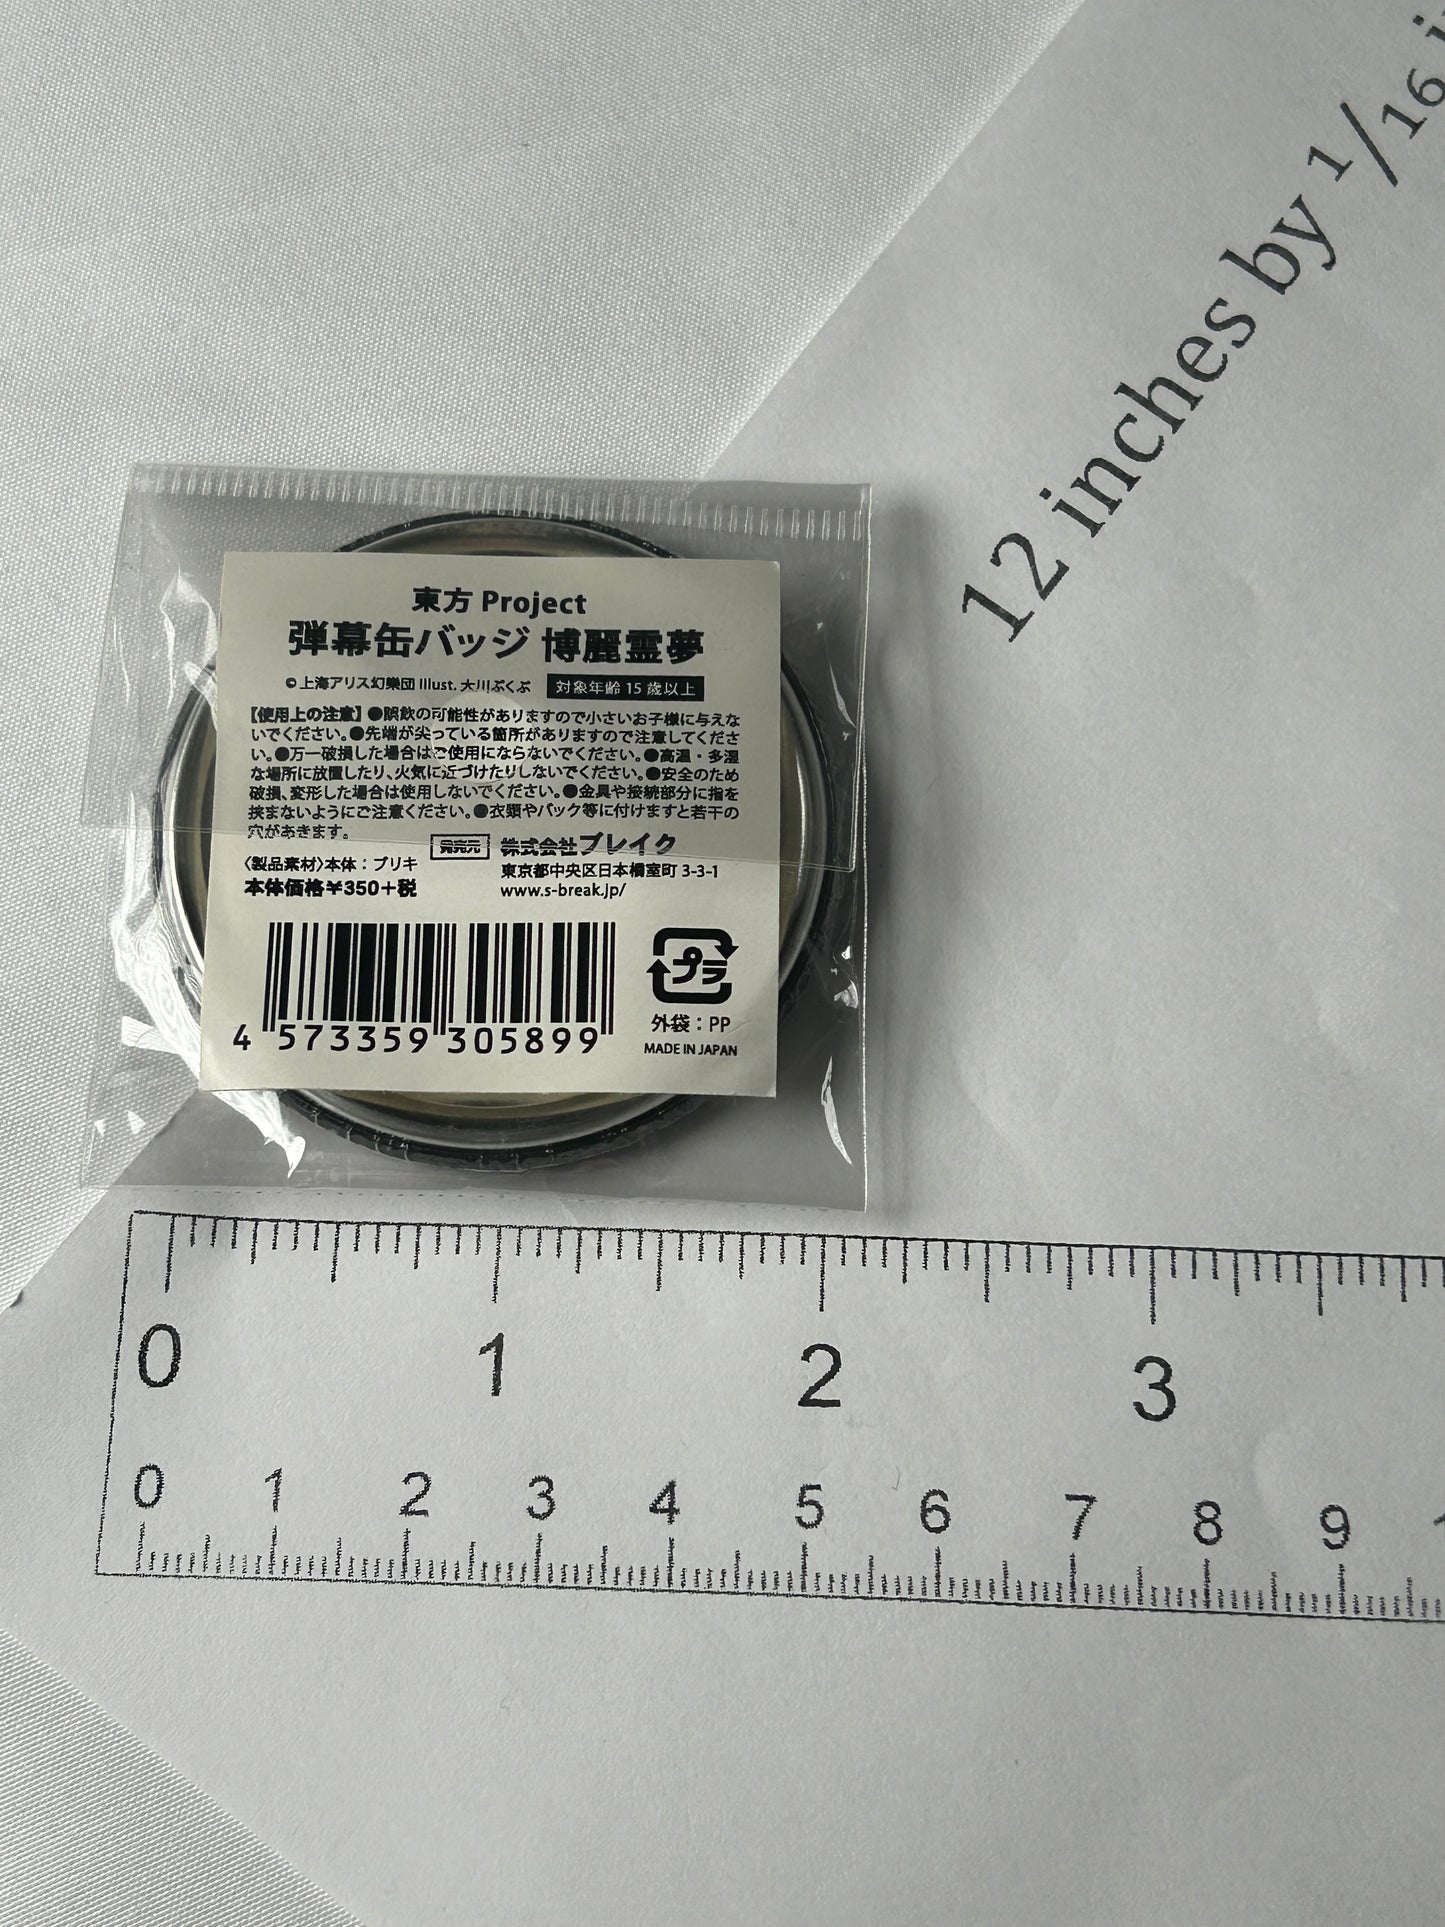 12 inches by 1/16 i
東方 Project
弾幕缶バッジ 博麗霊夢
©上海アリス幻樂団 Illust. 大川ぶくぶ 対象年齢 15 歳以上
【使用上の注意】●誤飲の可能性がありますので小さいお子様に与えな
いでください。●先端が尖っている箇所がありますので注意してくださ
い。●万一破損した場合はご使用にならないでください。●高温・多湿
な場所に放置したり、火気に近づけたりしないでください。●安全のため
破損、変形した場合は使用しないでください。●金具や接続部分に指を
挟まないようにご注意ください。●衣類やバック等に付けますと若干の
穴があきます。
発売元 株式会社ブレイク
〈製品素材〉本体：ブリキ 東京都中央区日本橋室町 3-3-1
本体価格¥350+税 www.s-break.jp/
プラ
外袋：PP
4 573359 305899 MADE IN JAPAN
0 1 2 3
0 1 2 3 4 5 6 7 8 9